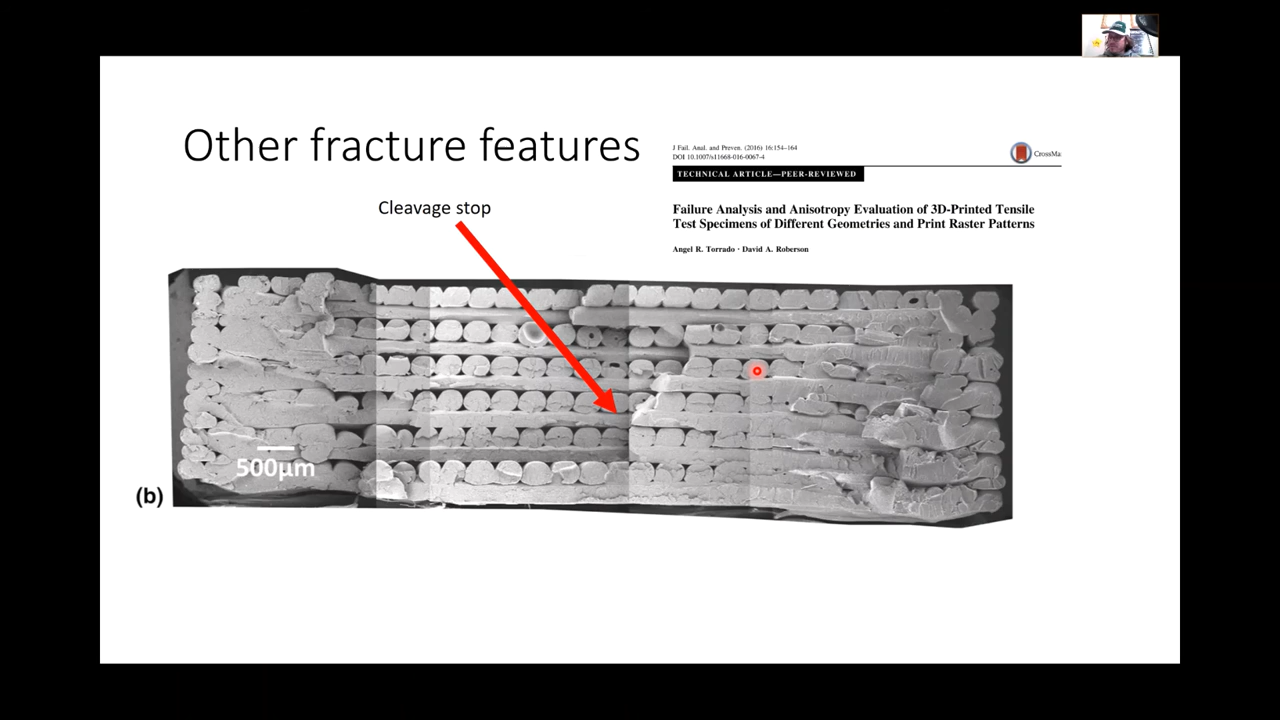 Other fracture features
Cleavage stop
J Fail. Anal. and Preven. (2016) 16:154–164
DOI 10.1007/s11668-016-0067-4
CrossMa
TECHNICAL ARTICLE—PEER-REVIEWED
Failure Analysis and Anisotropy Evaluation of 3D-Printed Tensile
Test Specimens of Different Geometries and Print Raster Patterns
Angel R. Torrado · David A. Roberson
500µm
(b)